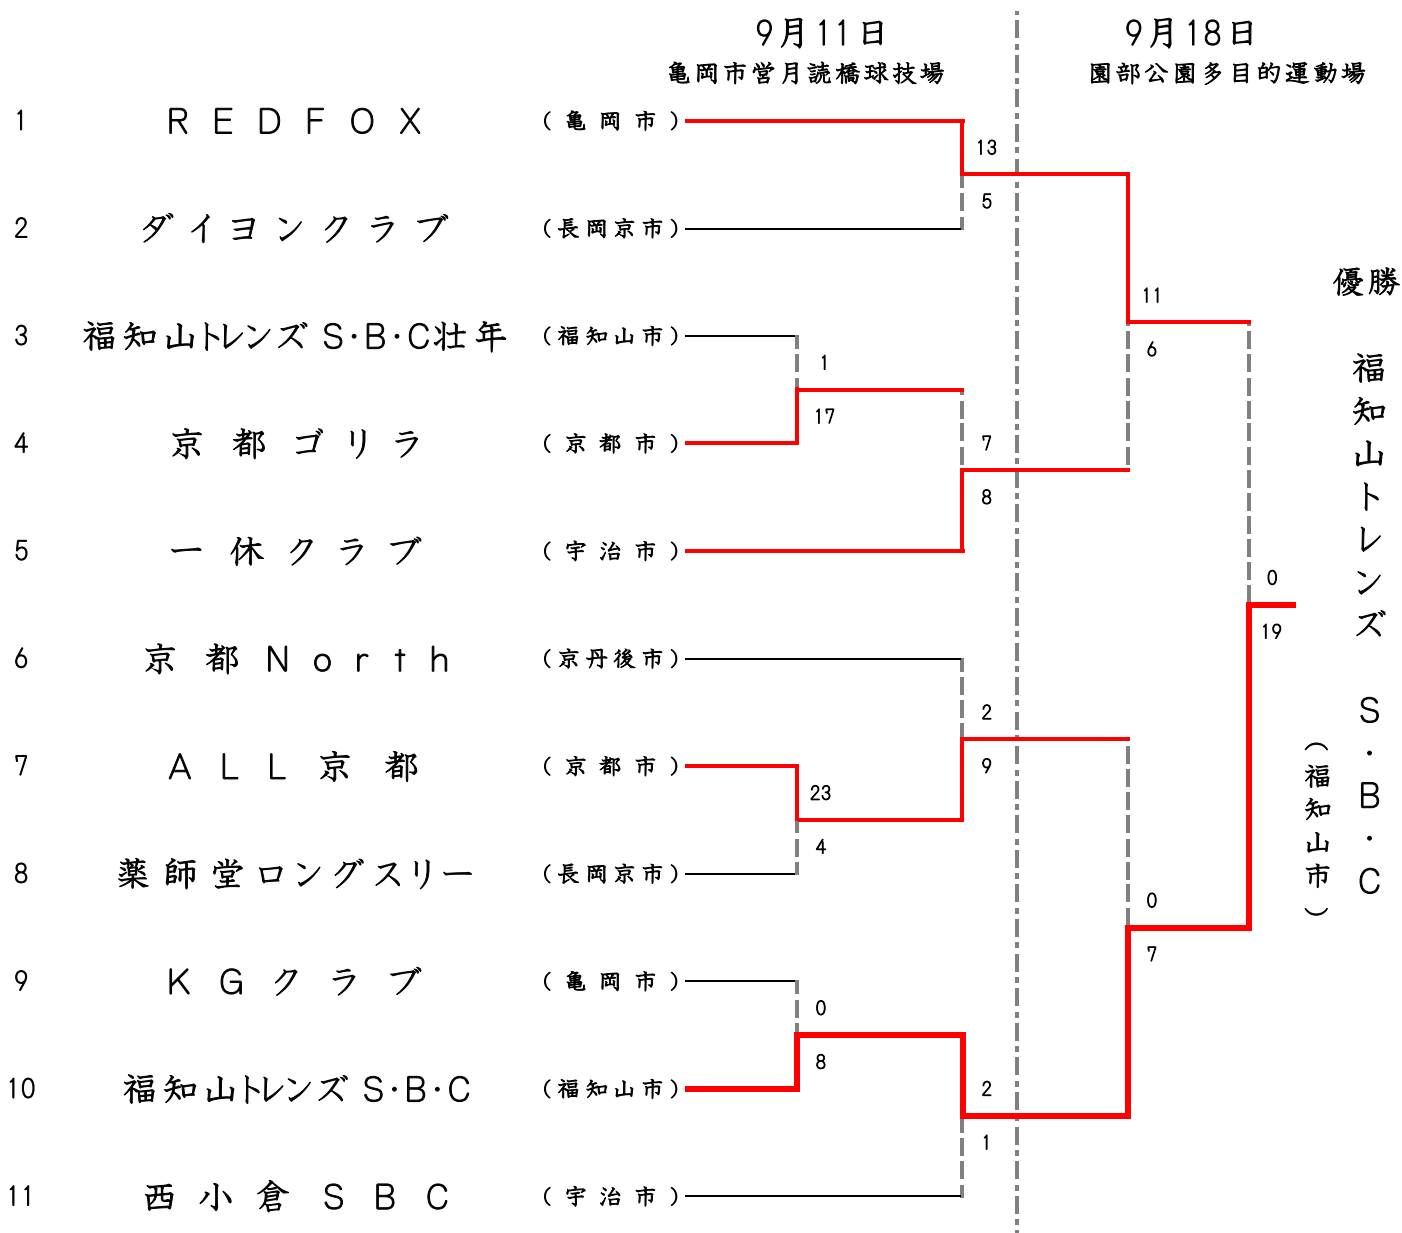 9月11日
9月18日
亀岡市営月読橋球技場
園部公園多目的運動場
1 REDFOX (亀岡市)
13
5
2 ダイヨンクラブ (長岡京市)
優勝
11
6
3 福知山トレンズ S・B・C壮年 (福知山市)
1
17
4 京都ゴリラ (京都市)
7
8
5 一休クラブ (宇治市)
0
19
福知山トレンズ S・B・C
(福知山市)
6 京都North (京丹後市)
2
9
7 ALL京都 (京都市)
23
4
8 薬師堂ロングスリー (長岡京市)
0
7
9 KGクラブ (亀岡市)
0
8
10 福知山トレンズ S・B・C (福知山市)
2
1
11 西小倉SBC (宇治市)